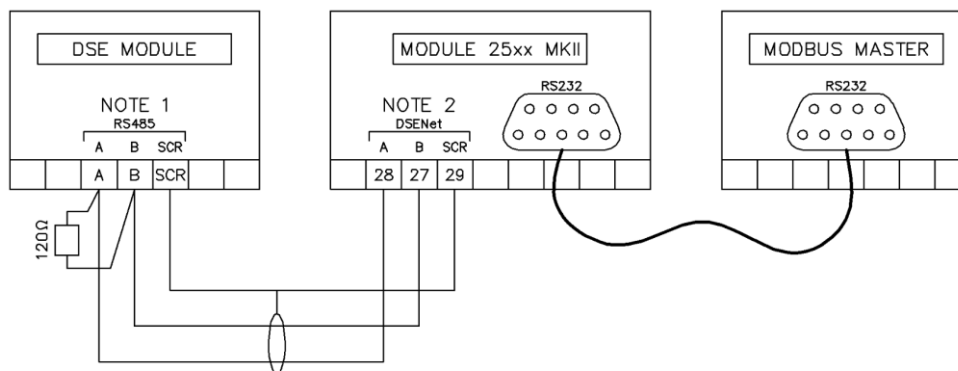 DSE MODULE
MODULE 25xx MKII
MODBUS MASTER
NOTE 1
RS485
A B SCR
A B SCR
120Ω
NOTE 2
DSENet
A B SCR
28 27 29
RS232
RS232